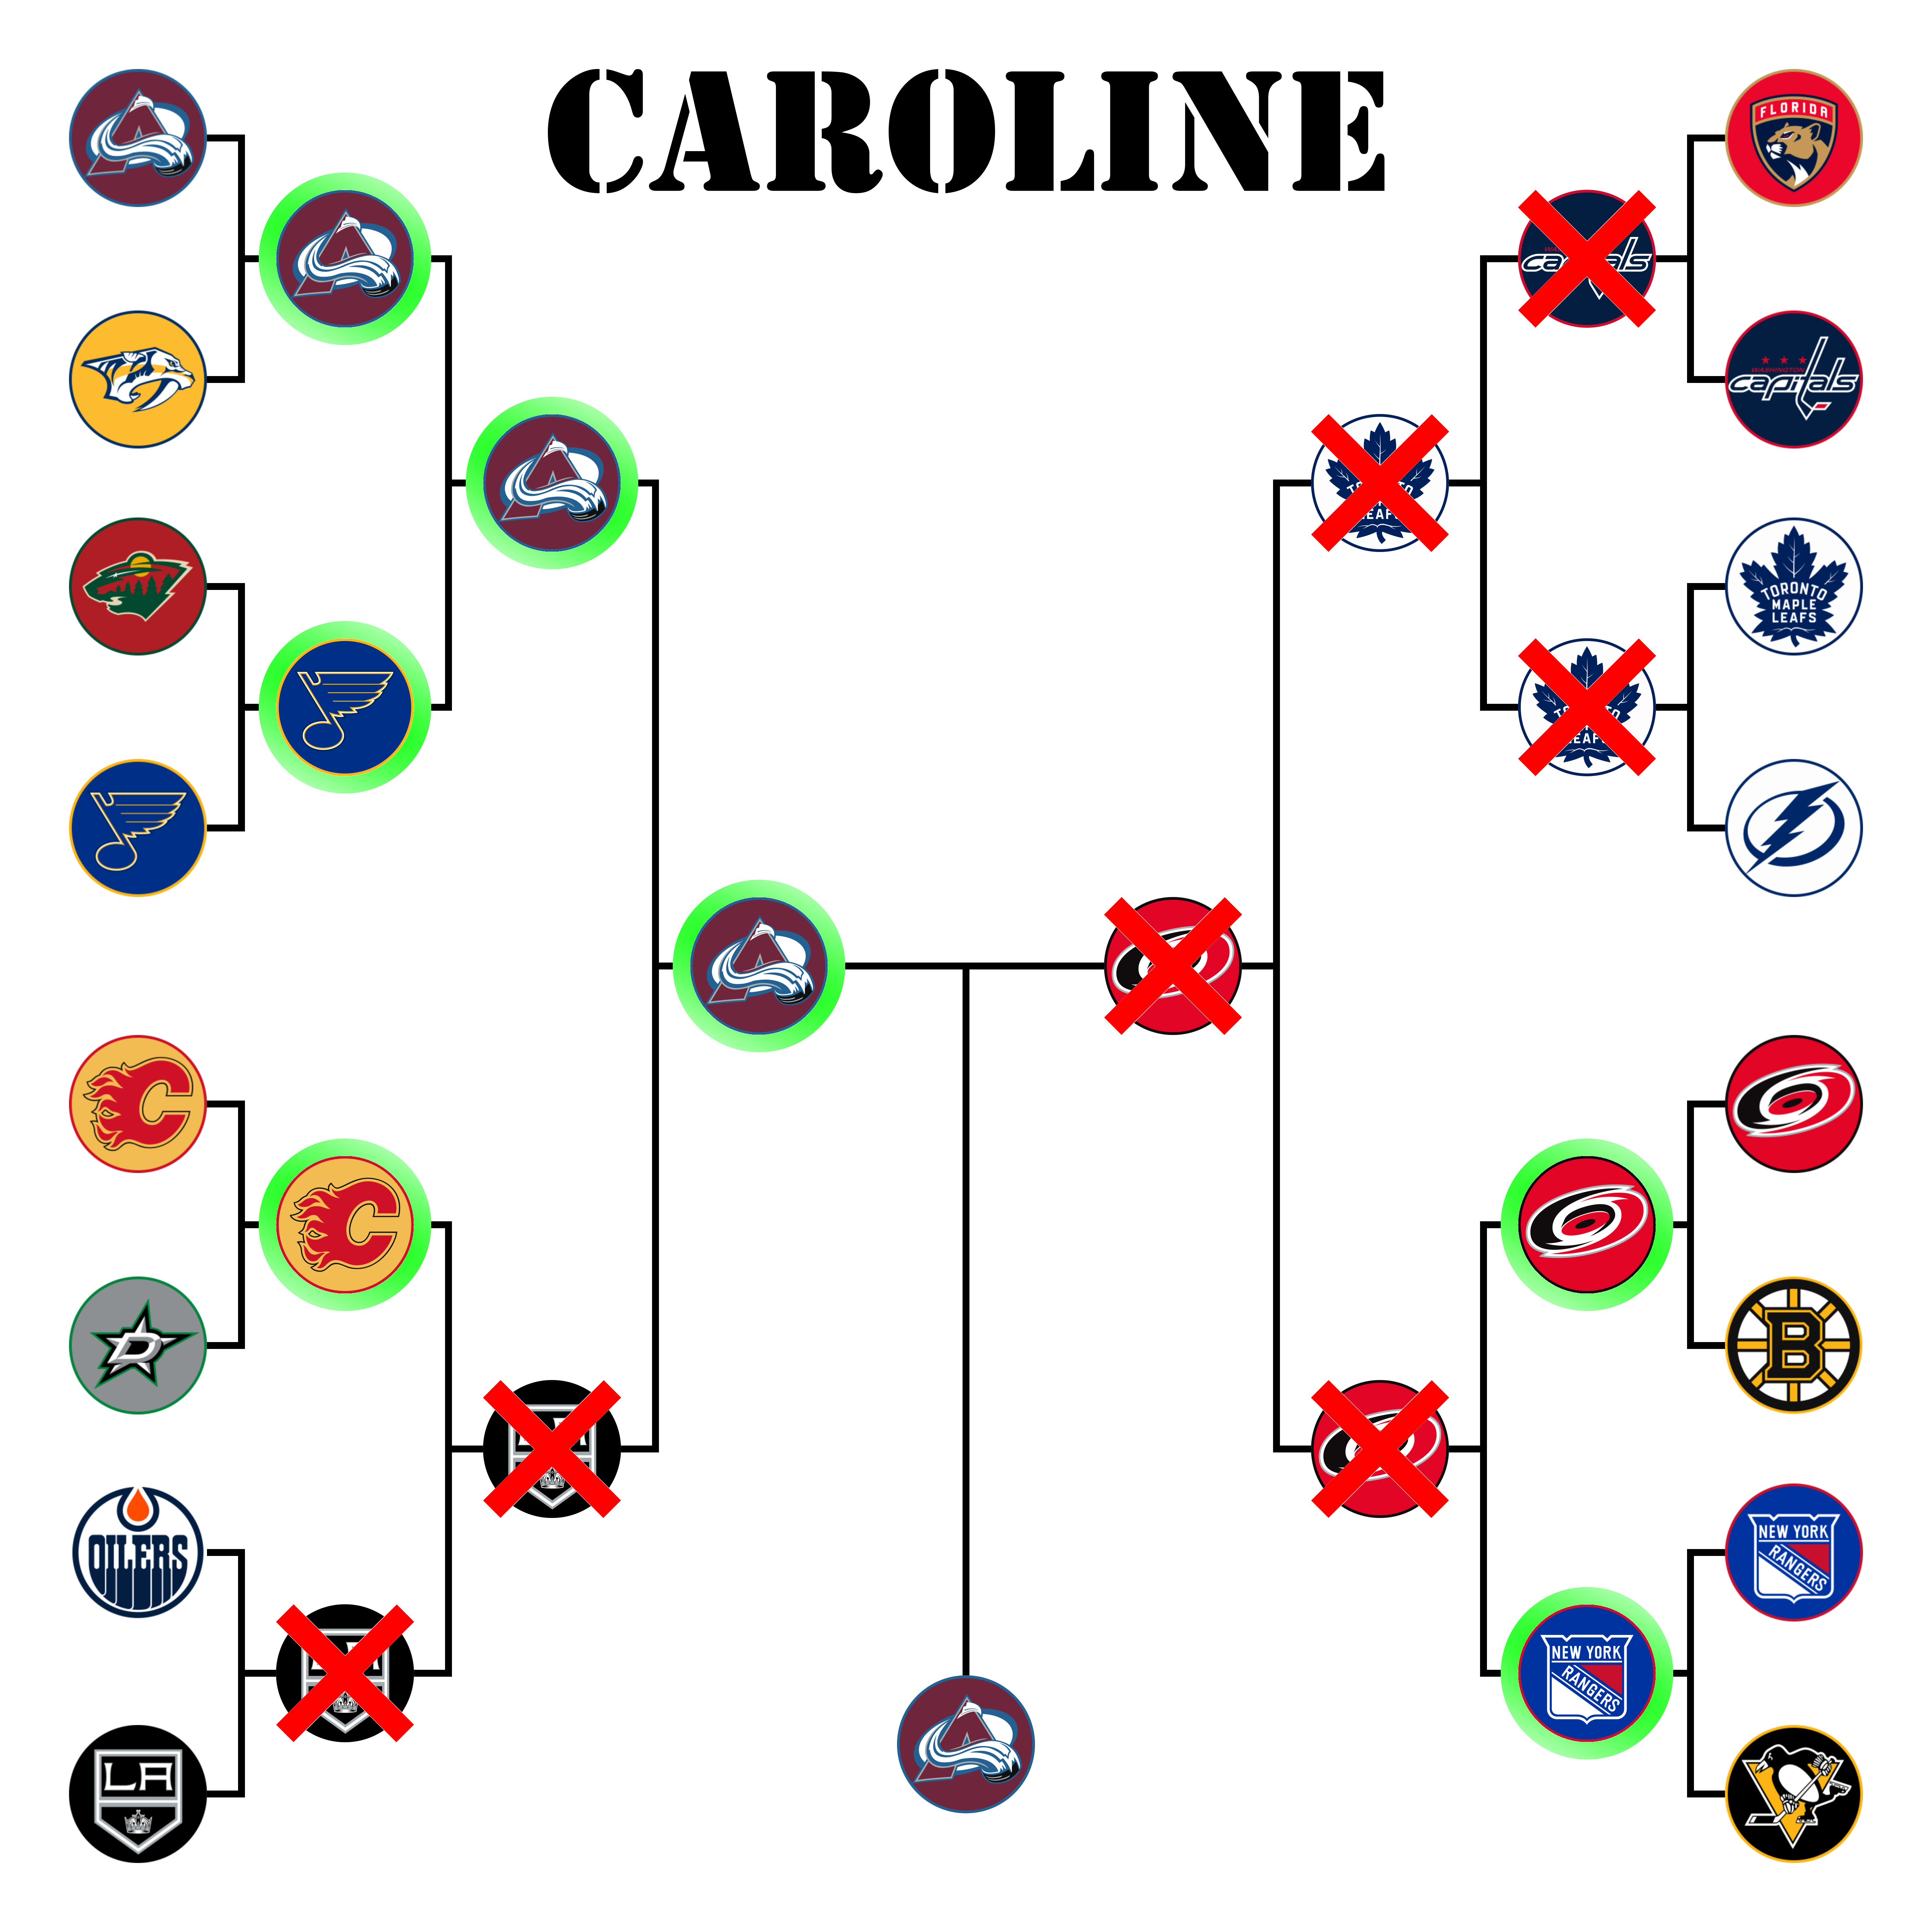 CAROLINE
FLORIDA
WASHINGTON
capitals
TORONTO
MAPLE
LEAFS
NEW YORK
RANGERS
B
C
D
OILERS
LA
NEW YORK
RANGERS
C
A
A
A
A
A